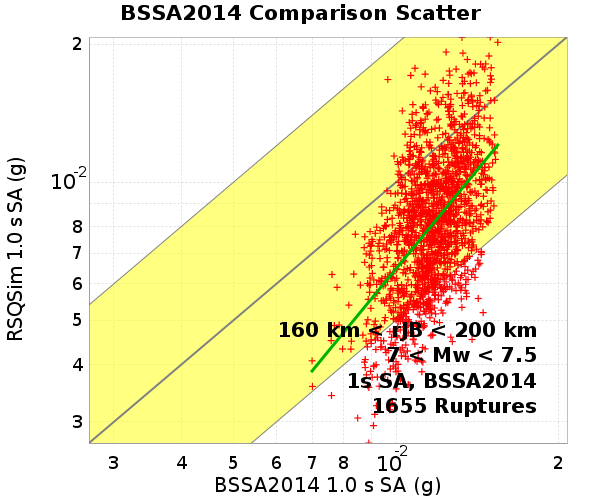 BSSA2014 Comparison Scatter
RSQSim 1.0 s SA (g)
2
10-2
8
7
6
5
4
3
160 km < rJB < 200 km
7 < Mw < 7.5
1s SA, BSSA2014
1655 Ruptures
3 4 5 6 7 8 10-2 2
BSSA2014 1.0 s SA (g)